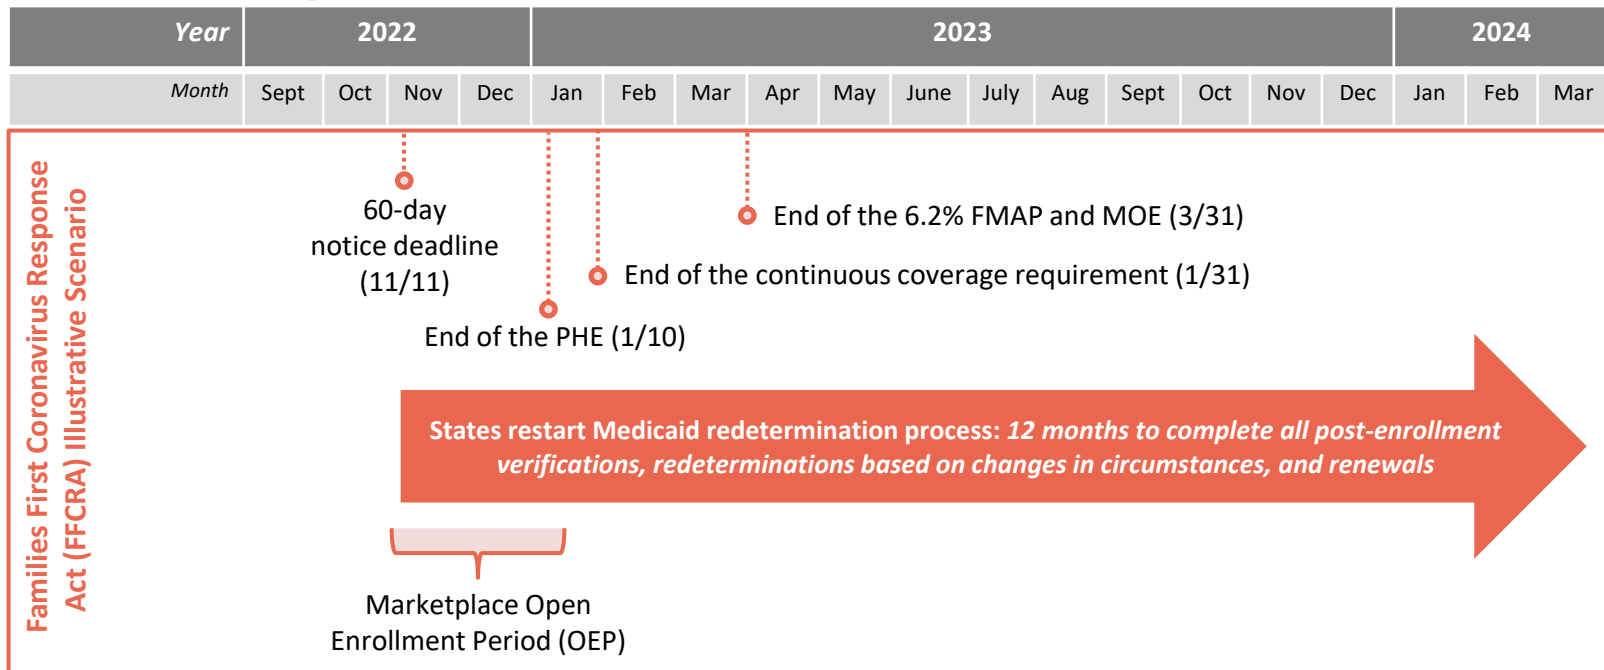 Year 2022 2023 2024
Month Sept Oct Nov Dec Jan Feb Mar Apr May June July Aug Sept Oct Nov Dec Jan Feb Mar
Families First Coronavirus Response
Act (FFCRA) Illustrative Scenario
60-day
notice deadline
(11/11)
End of the 6.2% FMAP and MOE (3/31)
End of the continuous coverage requirement (1/31)
End of the PHE (1/10)
States restart Medicaid redetermination process: 12 months to complete all post-enrollment
verifications, redeterminations based on changes in circumstances, and renewals
Marketplace Open
Enrollment Period (OEP)